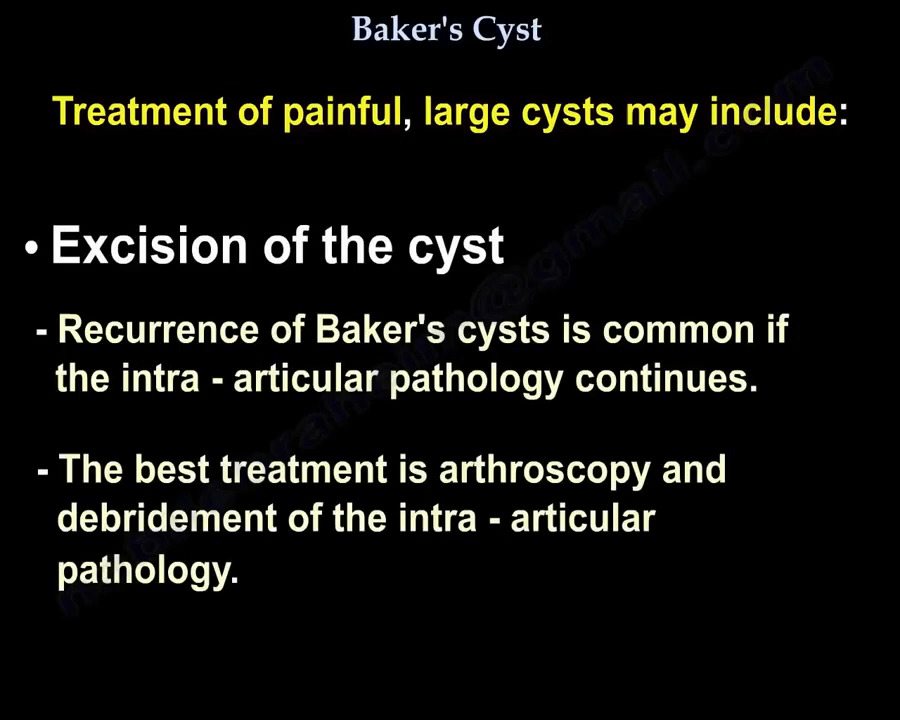 Baker's Cyst
Treatment of painful, large cysts may include:
• Excision of the cyst
- Recurrence of Baker's cysts is common if
the intra - articular pathology continues.
- The best treatment is arthroscopy and
debridement of the intra - articular
pathology.